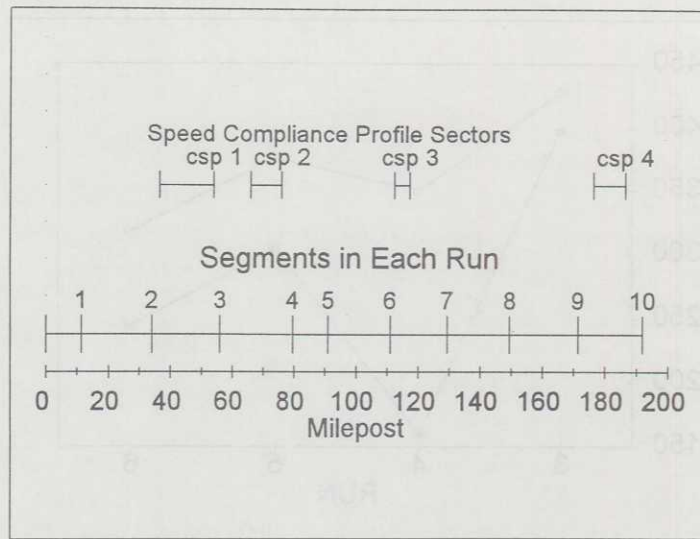 Speed Compliance Profile Sectors
csp 1 csp 2 csp 3 csp 4
Segments in Each Run
1 2 3 4 5 6 7 8 9 10
0 20 40 60 80 100 120 140 160 180 200
Milepost